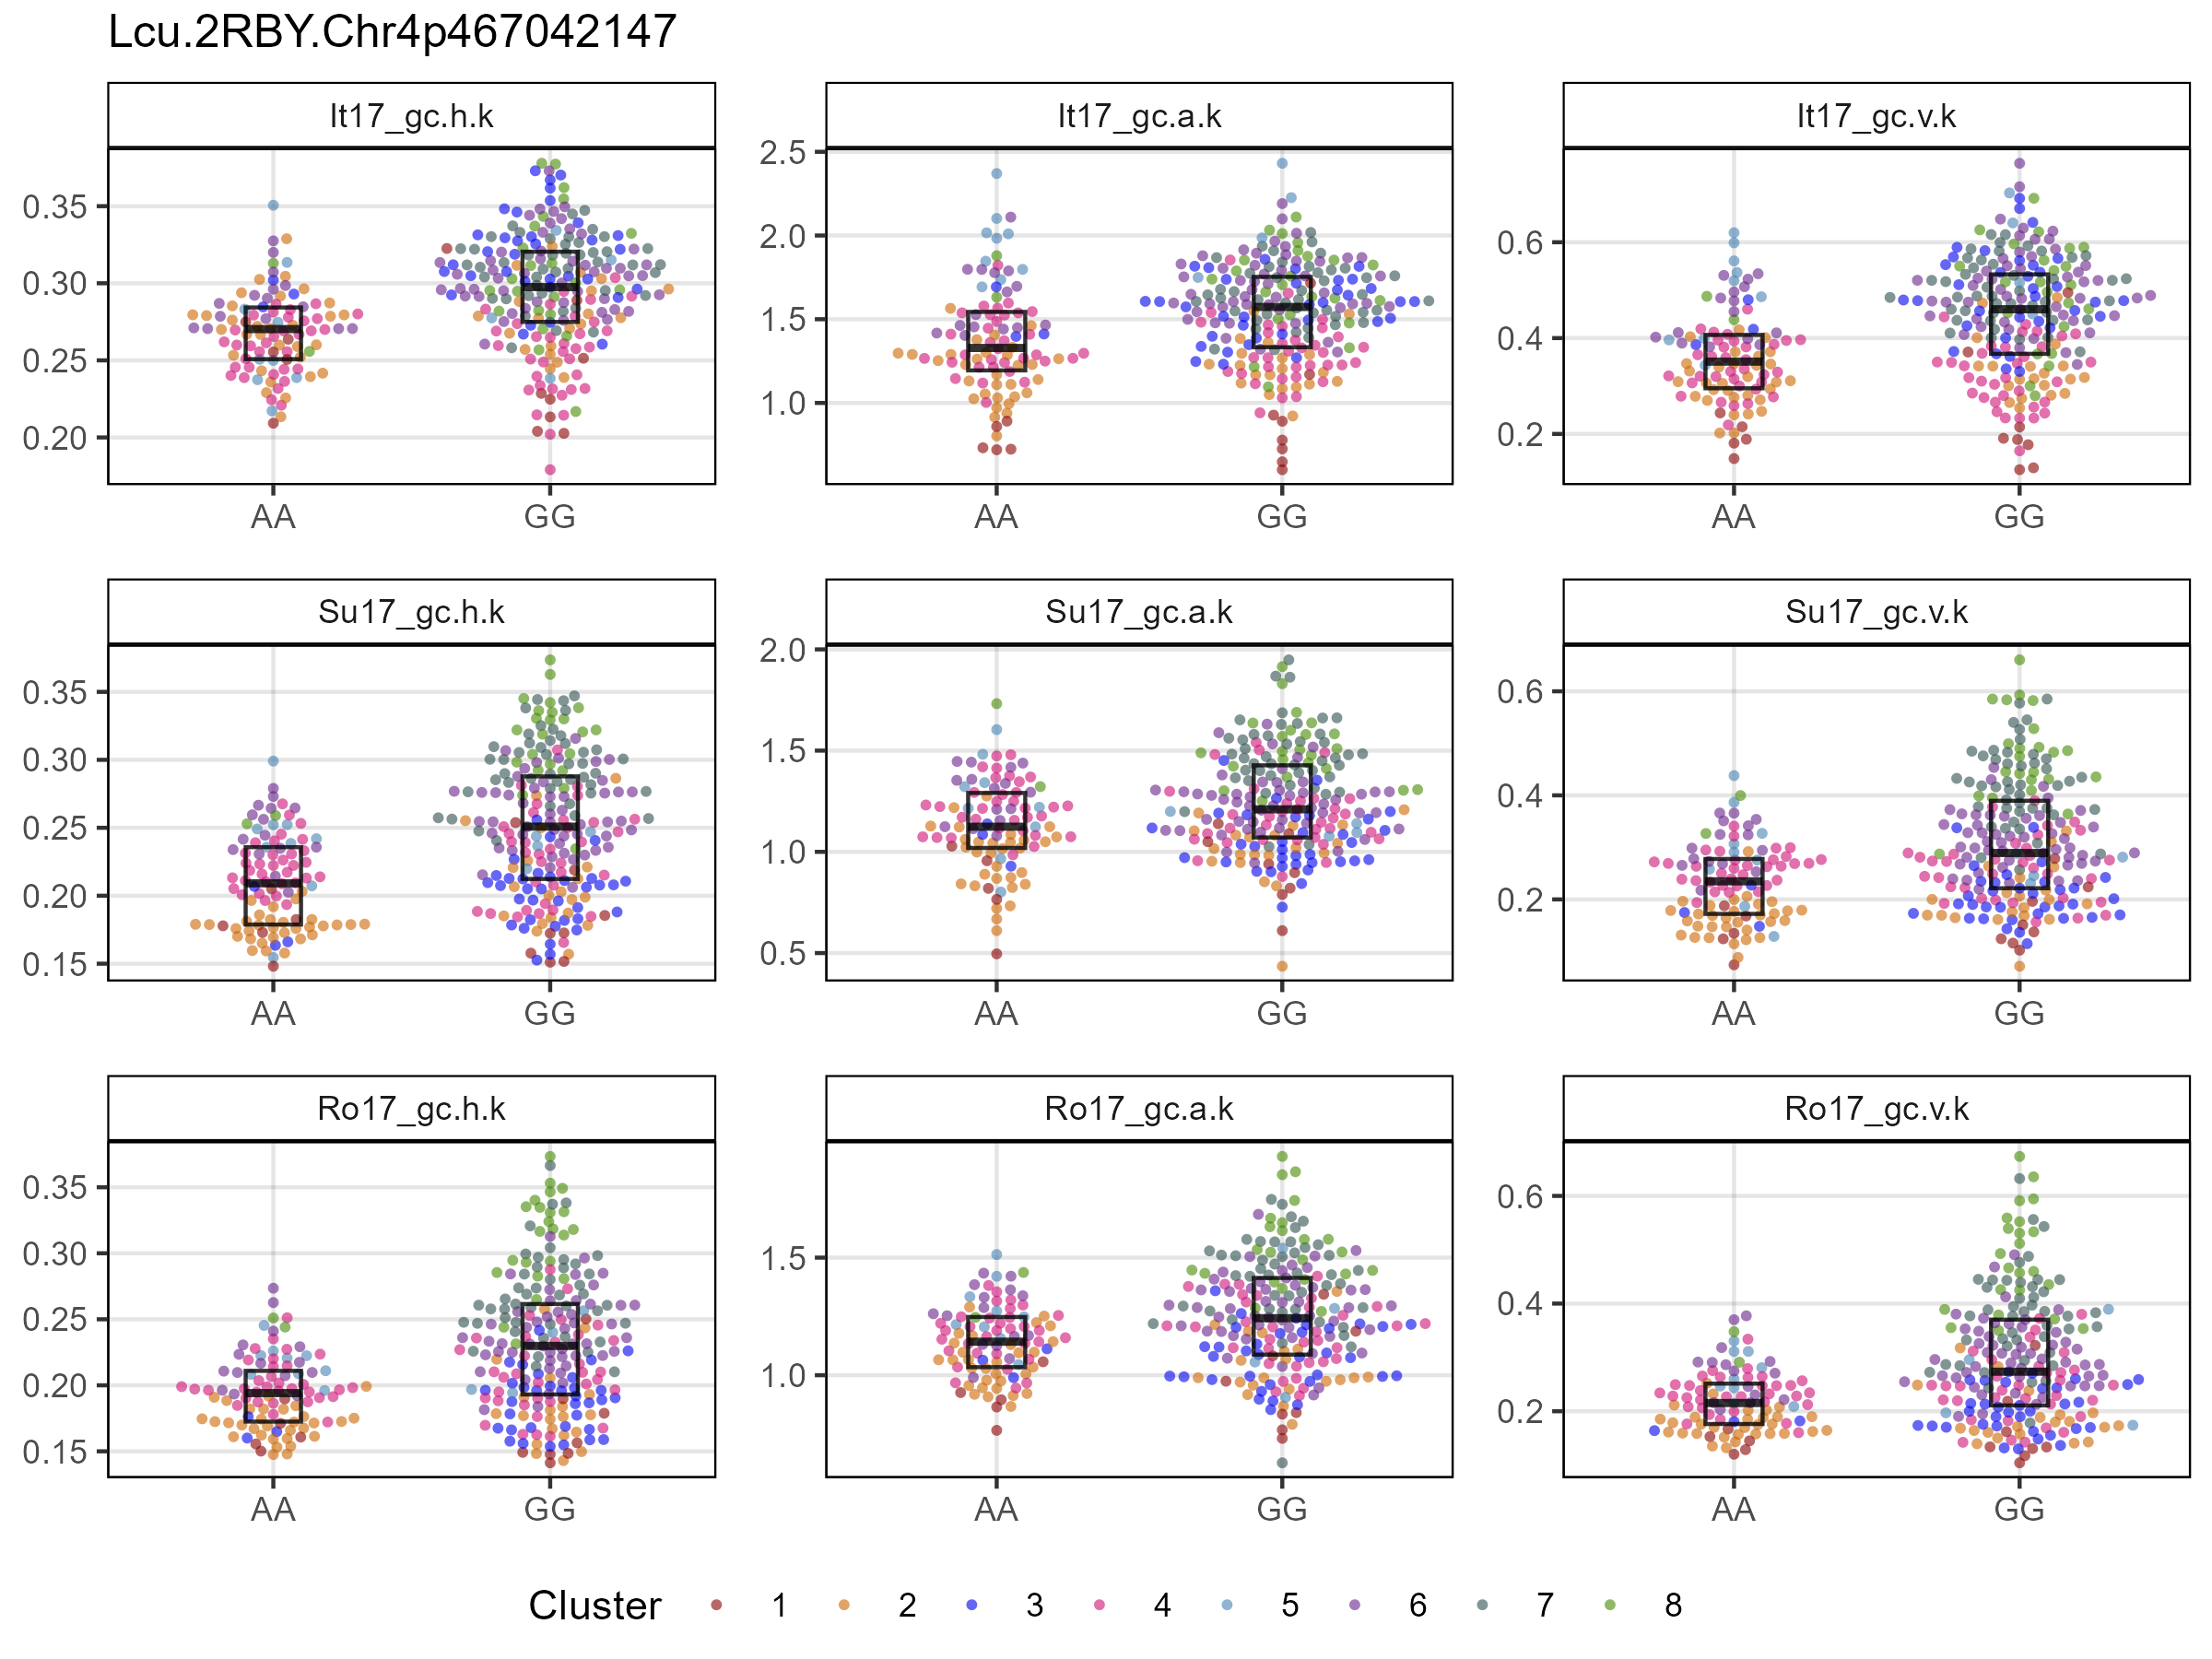 Lcu.2RBY.Chr4p467042147
It17_gc.h.k
It17_gc.a.k
It17_gc.v.k
0.35
0.30
0.25
0.20
2.5
2.0
1.5
1.0
0.6
0.4
0.2
AA GG
AA GG
AA GG
Su17_gc.h.k
Su17_gc.a.k
Su17_gc.v.k
0.35
0.30
0.25
0.20
0.15
2.0
1.5
1.0
0.5
0.6
0.4
0.2
AA GG
AA GG
AA GG
Ro17_gc.h.k
Ro17_gc.a.k
Ro17_gc.v.k
0.35
0.30
0.25
0.20
0.15
1.5
1.0
0.6
0.4
0.2
AA GG
AA GG
AA GG
Cluster 1 2 3 4 5 6 7 8